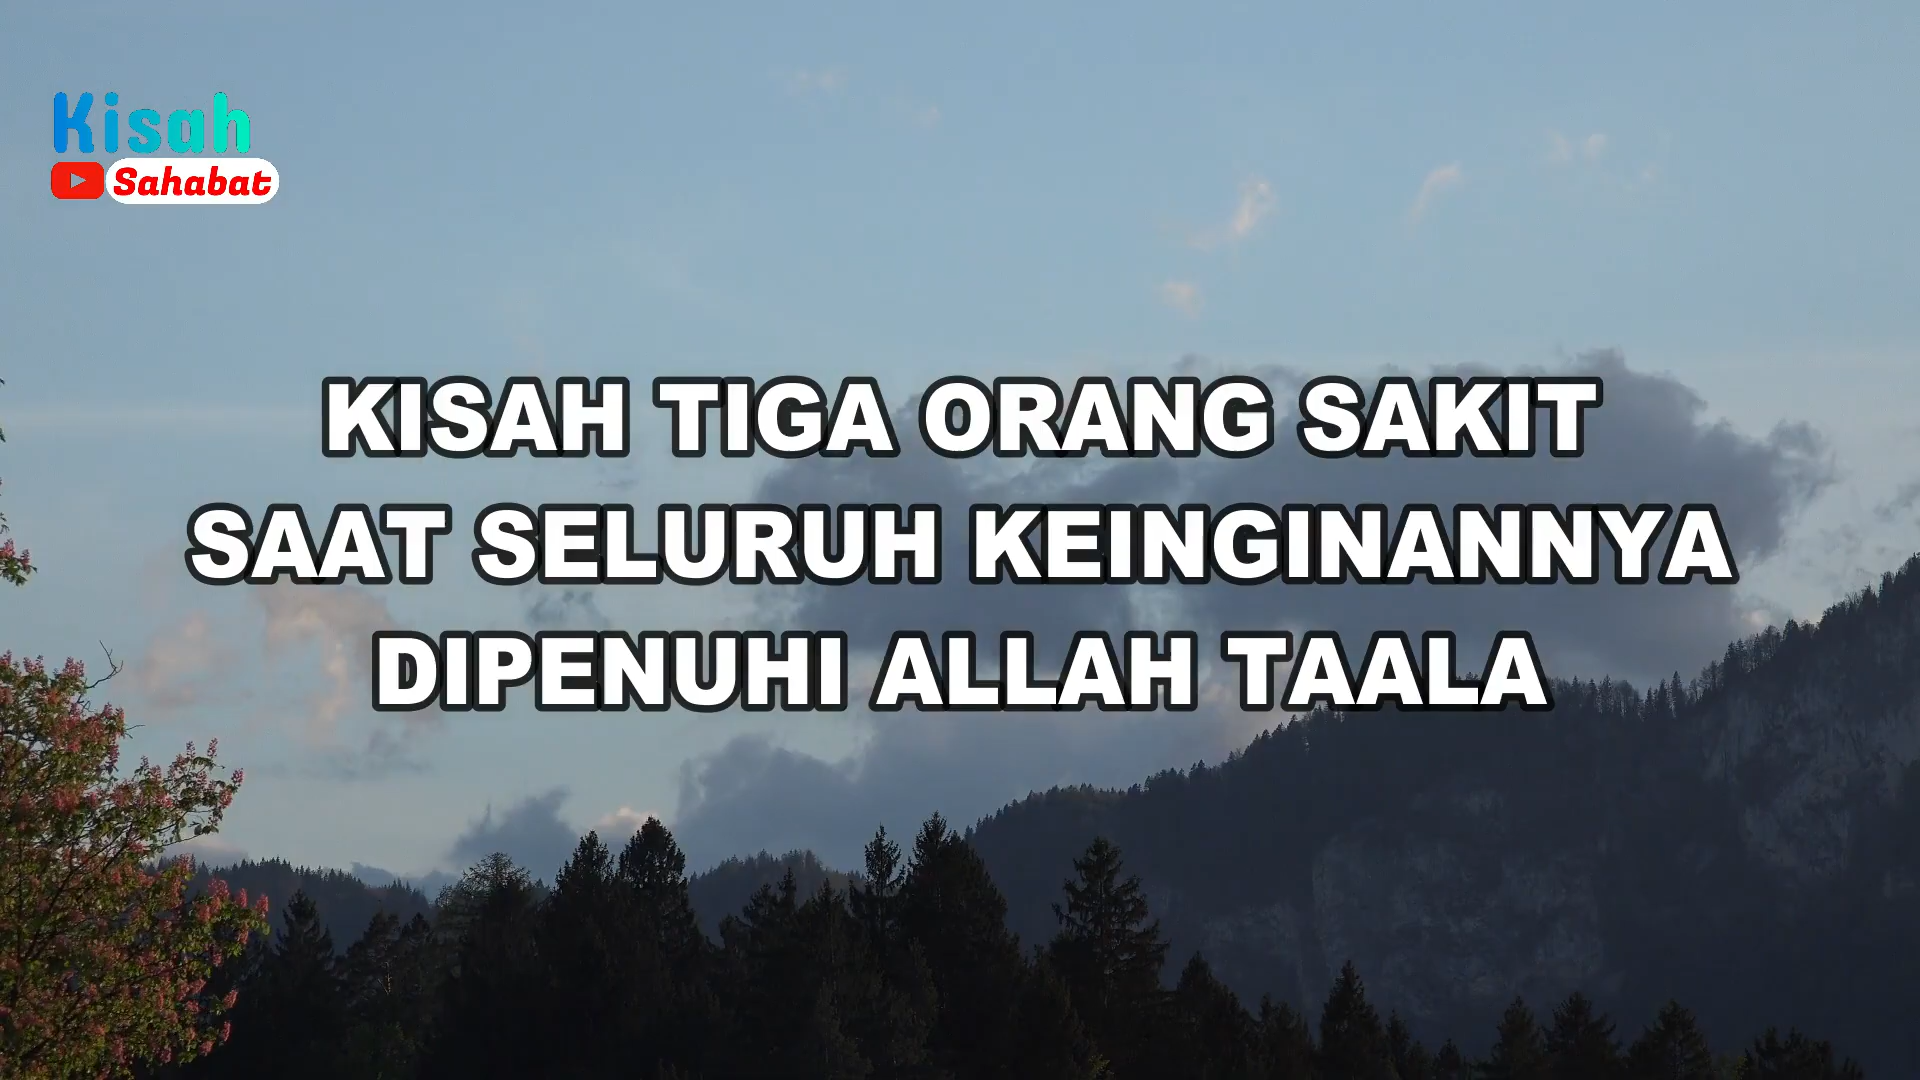 Kisah
Sahabat
KISAH TIGA ORANG SAKIT
SAAT SELURUH KEINGINANNYA
DIPENUHI ALLAH TAALA